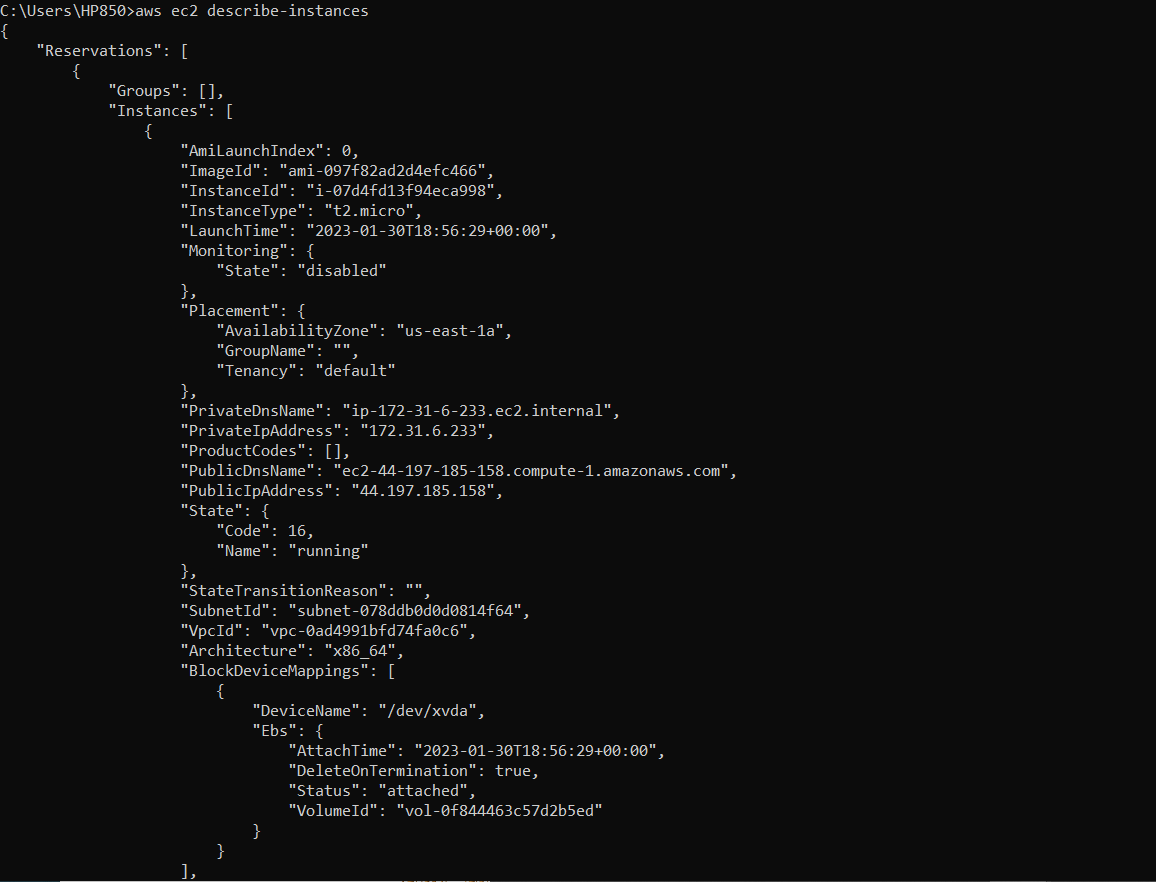 C:\Users\HP850>aws ec2 describe-instances
{
    "Reservations": [
        {
            "Groups": [],
            "Instances": [
                {
                    "AmiLaunchIndex": 0,
                    "ImageId": "ami-097f82ad2d4efc466",
                    "InstanceId": "i-07d4fd13f94eca998",
                    "InstanceType": "t2.micro",
                    "LaunchTime": "2023-01-30T18:56:29+00:00",
                    "Monitoring": {
                        "State": "disabled"
                    },
                    "Placement": {
                        "AvailabilityZone": "us-east-1a",
                        "GroupName": "",
                        "Tenancy": "default"
                    },
                    "PrivateDnsName": "ip-172-31-6-233.ec2.internal",
                    "PrivateIpAddress": "172.31.6.233",
                    "ProductCodes": [],
                    "PublicDnsName": "ec2-44-197-185-158.compute-1.amazonaws.com",
                    "PublicIpAddress": "44.197.185.158",
                    "State": {
                        "Code": 16,
                        "Name": "running"
                    },
                    "StateTransitionReason": "",
                    "SubnetId": "subnet-078ddb0d0d0814f64",
                    "VpcId": "vpc-0ad4991bfd74fa0c6",
                    "Architecture": "x86_64",
                    "BlockDeviceMappings": [
                        {
                            "DeviceName": "/dev/xvda",
                            "Ebs": {
                                "AttachTime": "2023-01-30T18:56:29+00:00",
                                "DeleteOnTermination": true,
                                "Status": "attached",
                                "VolumeId": "vol-0f844463c57d2b5ed"
                            }
                        }
                    ],